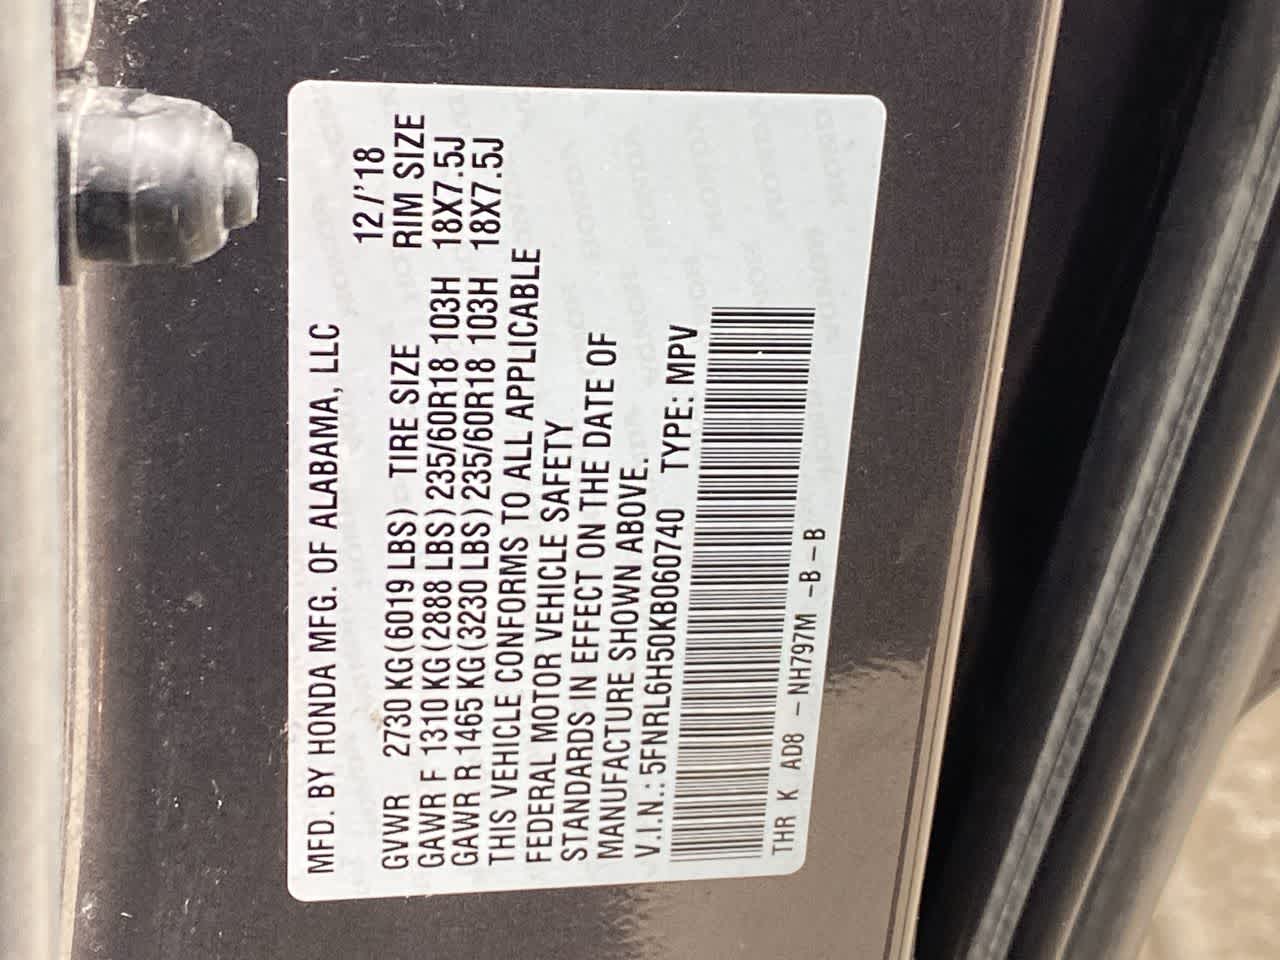 MFD. BY HONDA MFG. OF ALABAMA, LLC
12/'18
GVWR 2730KG(6019 LBS) TIRE SIZE RIM SIZE
GAWR F 1310 KG(2888 LBS)235/60R18 103H 18X7.5J
GAWR R 1465 KG(3230 LBS)235/60R18 103H 18X7.5J
THIS VEHICLE CONFORMS TO ALL APPLICABLE
FEDERAL MOTOR VEHICLE SAFETY
STANDARDS IN EFFECT ON THE DATE OF
MANUFACTURE SHOWN ABOVE.
V.I.N.:5FNRL6H50KB060740 TYPE: MPV
THR K AD8 -NH797M -B-B